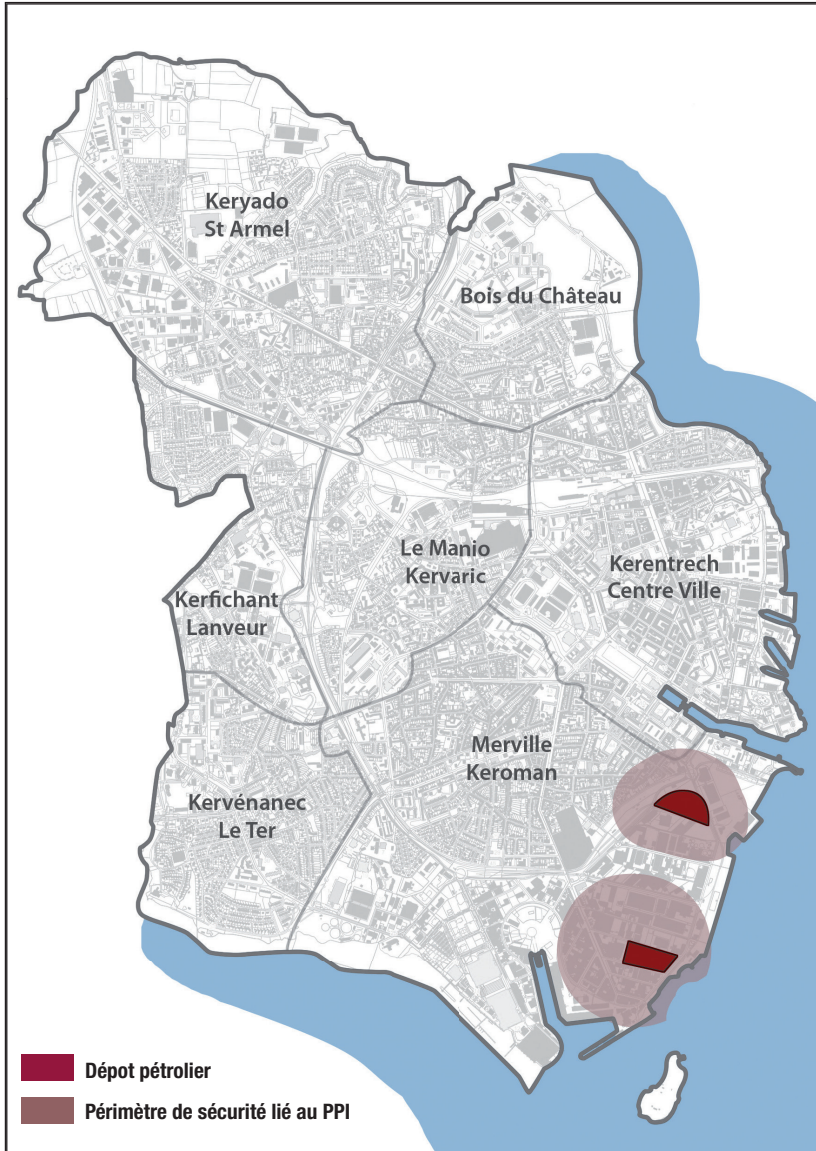 Keryado
St Armel
Bois du Château
Le Manio
Kervaric
Kerentrech
Centre Ville
Kerfichant
Lanveur
Merville
Keroman
Kervénanec
Le Ter
Dépot pétrolier
Périmètre de sécurité lié au PPI